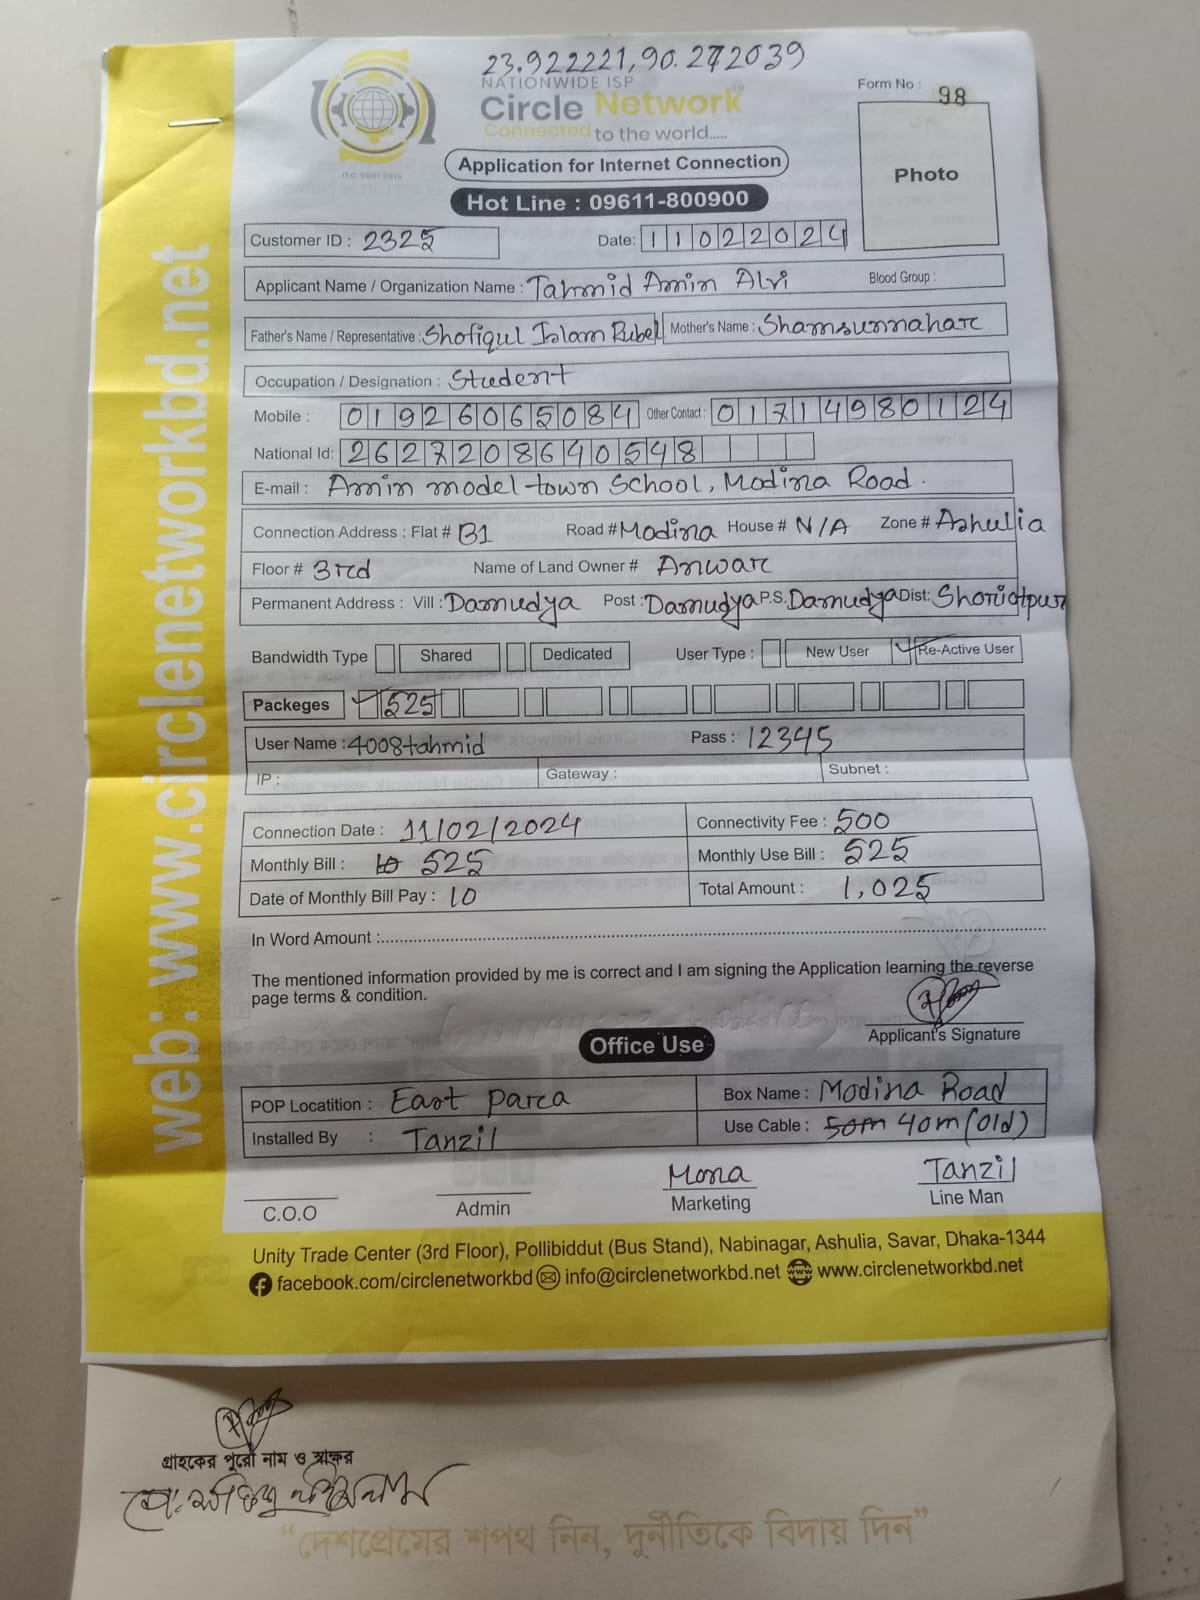 23.922221,90.272039
NATIONWIDE ISP
Circle Network
Connected to the world.....
ISO 9001:2015
Form No : 98
Photo
Application for Internet Connection
Hot Line : 09611-800900
Customer ID : 2325 Date: 11022024
Applicant Name / Organization Name : Tahmid Amin Alvi Blood Group :
Father's Name / Representative : Shofiqul Islam Rubel Mother's Name : Shamsunnahar
Occupation / Designation : Student
Mobile : 01926065084 Other Contact : 01714980124
National Id: 2627208640548
E-mail : Amin model town School, Modina Road.
Connection Address : Flat # B1 Road # Modina House # N/A Zone # Ashulia
Floor # 3rd Name of Land Owner # Anwar
Permanent Address : Vill : Damudya Post : Damudya P.S. Damudya Dist: Shoriatpur
Bandwidth Type Shared Dedicated User Type : New User Re-Active User
Packeges 525
User Name : 4008tahmid Pass : 12345
IP : Gateway : Subnet :
Connection Date : 11/02/2024 Connectivity Fee : 500
Monthly Bill : 525 Monthly Use Bill : 525
Date of Monthly Bill Pay : 10 Total Amount : 1,025
In Word Amount :
The mentioned information provided by me is correct and I am signing the Application learning the reverse
page terms & condition.
Applicant's Signature
Office Use
POP Locatition : East Parea Box Name : Modina Road
Installed By : Tanzil Use Cable : 50m 40m (old)
Mona Tanzil
C.O.O Admin Marketing Line Man
Unity Trade Center (3rd Floor), Pollibiddut (Bus Stand), Nabinagar, Ashulia, Savar, Dhaka-1344
facebook.com/circlenetworkbd info@circlenetworkbd.net www.circlenetworkbd.net
web: www.circlenetworkbd.net
গ্রাহকের পুরো নাম ও স্বাক্ষর
“দেশপ্রেমের শপথ নিন, দুর্নীতিকে বিদায় দিন”